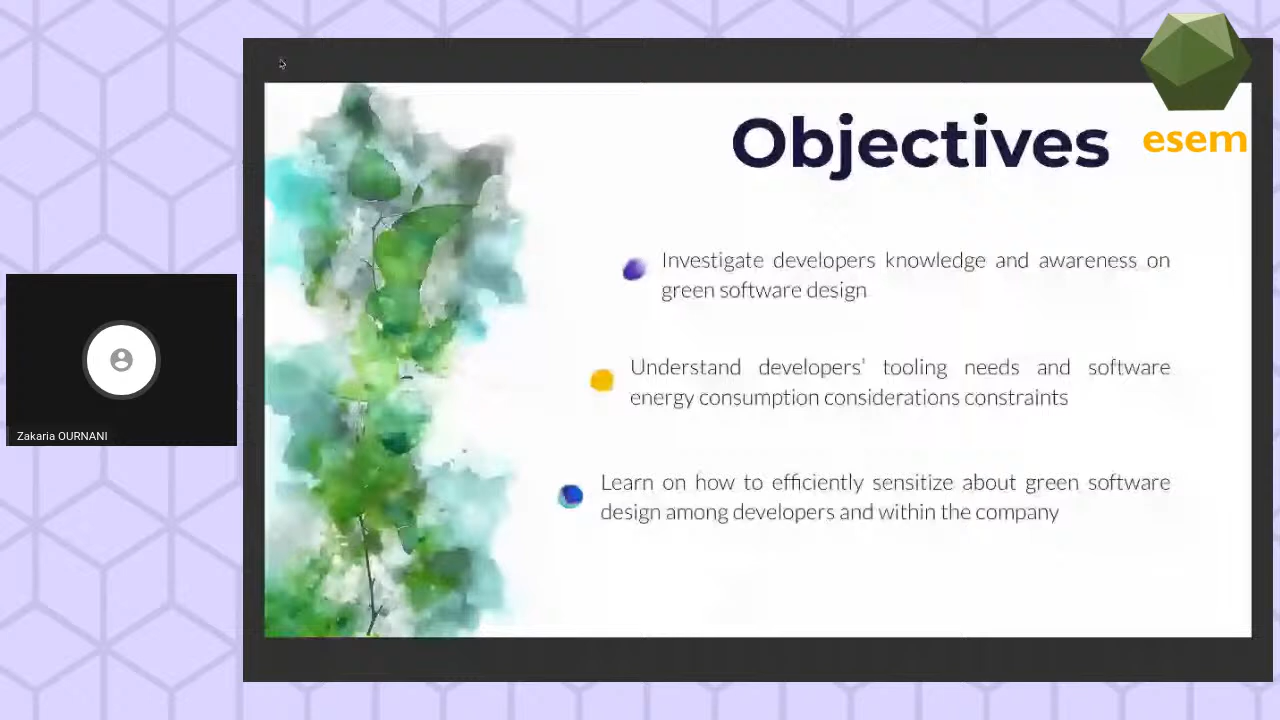 Objectives
esem
Investigate developers knowledge and awareness on
green software design
Understand developers' tooling needs and software
energy consumption considerations constraints
Learn on how to efficiently sensitize about green software
design among developers and within the company
Zakaria OURNANI